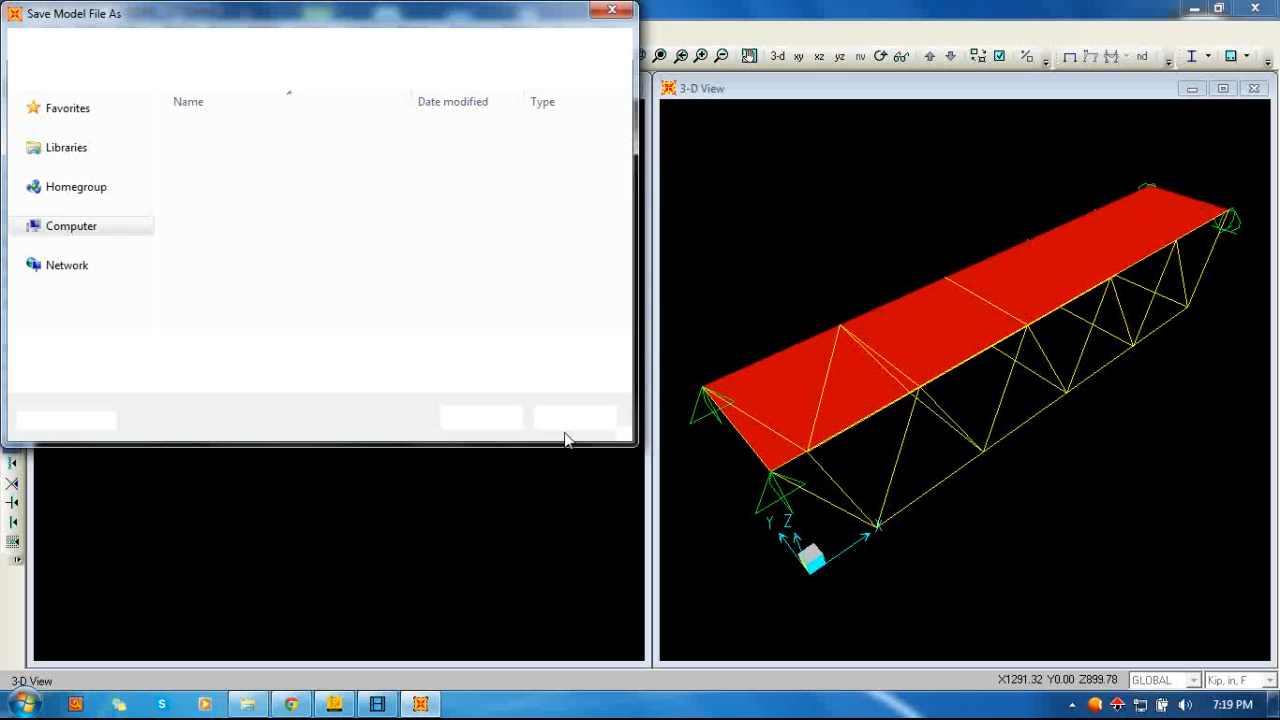 Save Model File As
Favorites
Libraries
Homegroup
Computer
Network
Name
Date modified
Type
3-d
xy
xz
yz
nv
nd
3-D View
Y
Z
X
3-D View
X1291.32 Y0.00 Z899.78
GLOBAL
Kip, in, F
7:19 PM